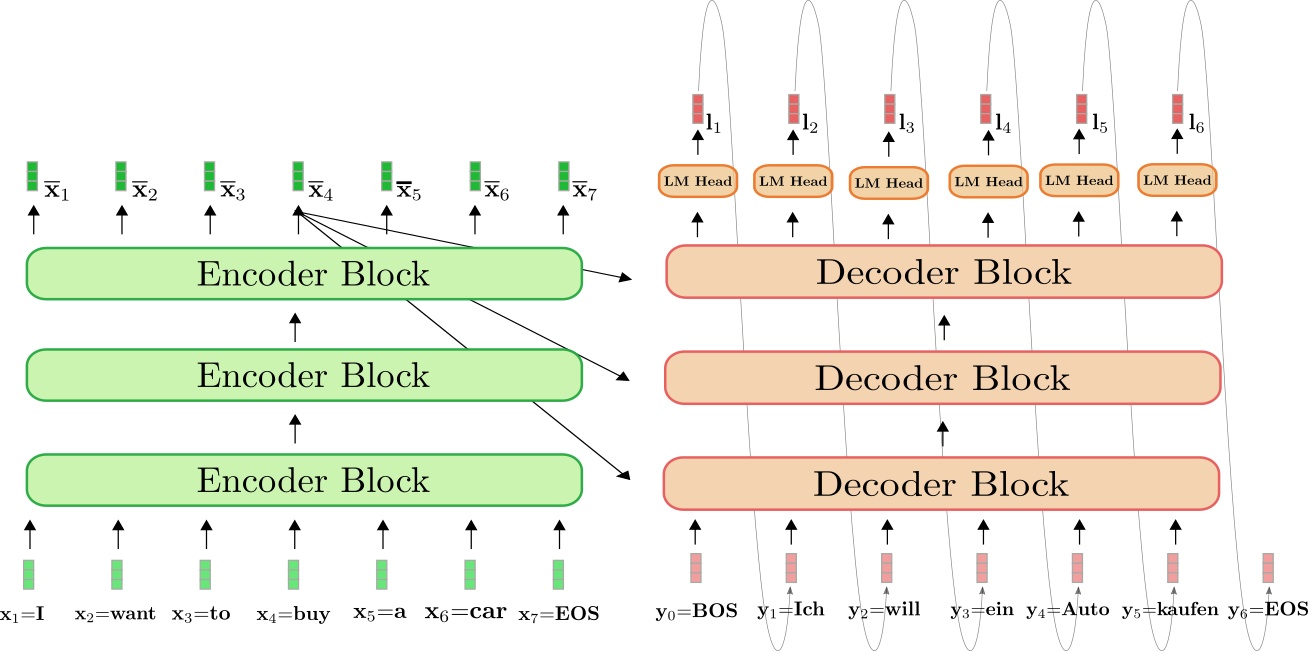 l₁ l₂ l₃ l₄ l₅ l₆
x̅₁ x̅₂ x̅₃ x̅₄ x̅₅ x̅₆ x̅₇
LM Head LM Head LM Head LM Head LM Head LM Head
Encoder Block
Decoder Block
Encoder Block
Decoder Block
Encoder Block
Decoder Block
x₁=I x₂=want x₃=to x₄=buy x₅=a x₆=car x₇=EOS
y₀=BOS y₁=Ich y₂=will y₃=ein y₄=Auto y₅=kaufen y₆=EOS